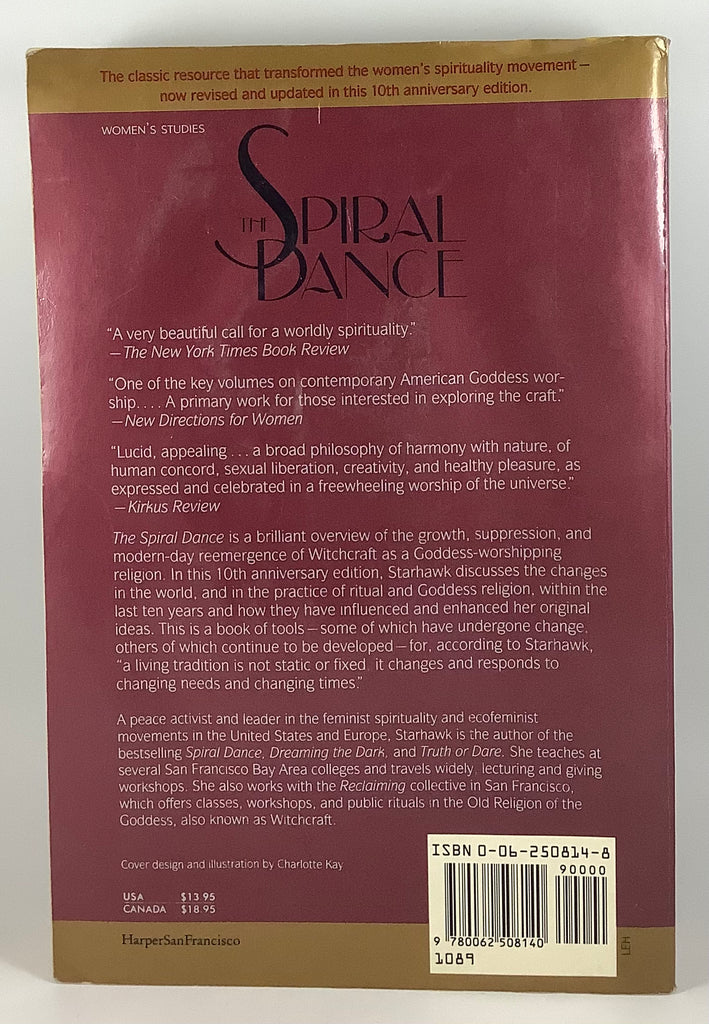 The classic resource that transformed the women's spirituality movement—
now revised and updated in this 10th anniversary edition.
WOMEN'S STUDIES
THE SPIRAL
DANCE
"A very beautiful call for a worldly spirituality."
—The New York Times Book Review
"One of the key volumes on contemporary American Goddess wor-
ship.... A primary work for those interested in exploring the craft."
—New Directions for Women
"Lucid, appealing ... a broad philosophy of harmony with nature, of
human concord, sexual liberation, creativity, and healthy pleasure, as
expressed and celebrated in a freewheeling worship of the universe."
—Kirkus Review
The Spiral Dance is a brilliant overview of the growth, suppression, and
modern-day reemergence of Witchcraft as a Goddess-worshipping
religion. In this 10th anniversary edition, Starhawk discusses the changes
in the world, and in the practice of ritual and Goddess religion, within the
last ten years and how they have influenced and enhanced her original
ideas. This is a book of tools—some of which have undergone change,
others of which continue to be developed—for, according to Starhawk,
"a living tradition is not static or fixed, it changes and responds to
changing needs and changing times."
A peace activist and leader in the feminist spirituality and ecofeminist
movements in the United States and Europe, Starhawk is the author of the
bestselling Spiral Dance, Dreaming the Dark, and Truth or Dare. She teaches at
several San Francisco Bay Area colleges and travels widely, lecturing and giving
workshops. She also works with the Reclaiming collective in San Francisco,
which offers classes, workshops, and public rituals in the Old Religion of the
Goddess, also known as Witchcraft.
Cover design and illustration by Charlotte Kay
USA $13.95
CANADA $18.95
HarperSanFrancisco
ISBN 0-06-250814-8
90000
9 780062 508140
1089
LEH